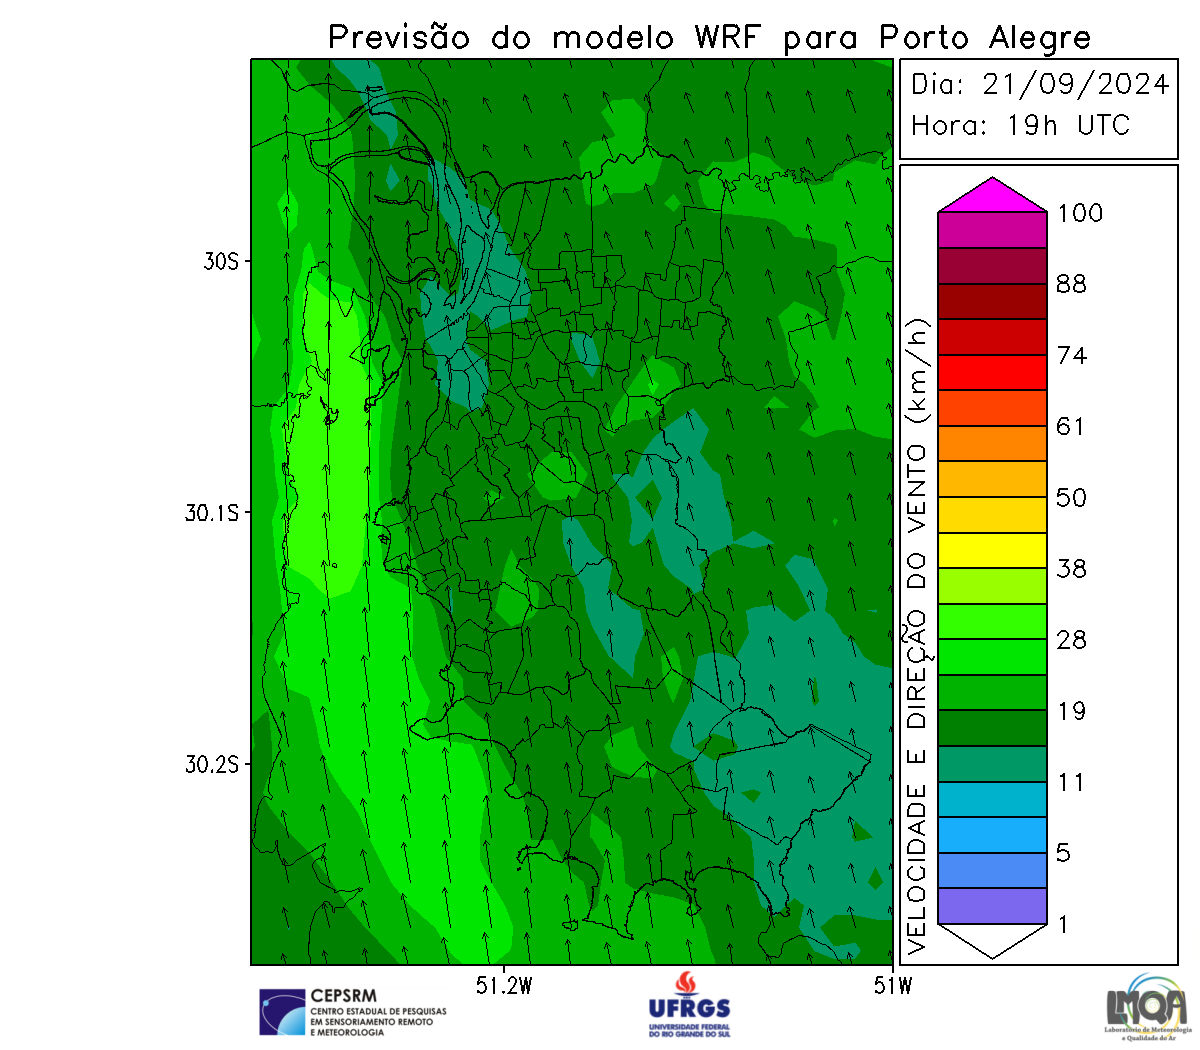 Previsão do modelo WRF para Porto Alegre
Dia: 21/09/2024
Hora: 19h UTC
VELOCIDADE E DIREÇÃO DO VENTO (km/h)
100
88
74
61
50
38
28
19
11
5
1
30S
30.1S
30.2S
51.2W
51W
CEPSRM
CENTRO ESTADUAL DE PESQUISAS
EM SENSORIAMENTO REMOTO
E METEOROLOGIA
UFRGS
UNIVERSIDADE FEDERAL
DO RIO GRANDE DO SUL
LMQA
Laboratório de Meteorologia
e Qualidade do Ar